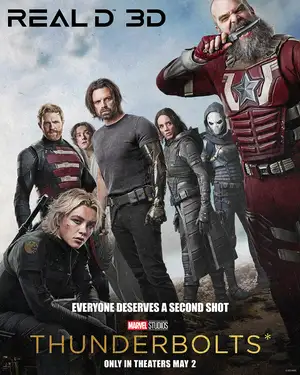 REAL D 3D
EVERYONE DESERVES A SECOND SHOT
MARVEL STUDIOS
THUNDERBOLTS*
ONLY IN THEATERS MAY 2